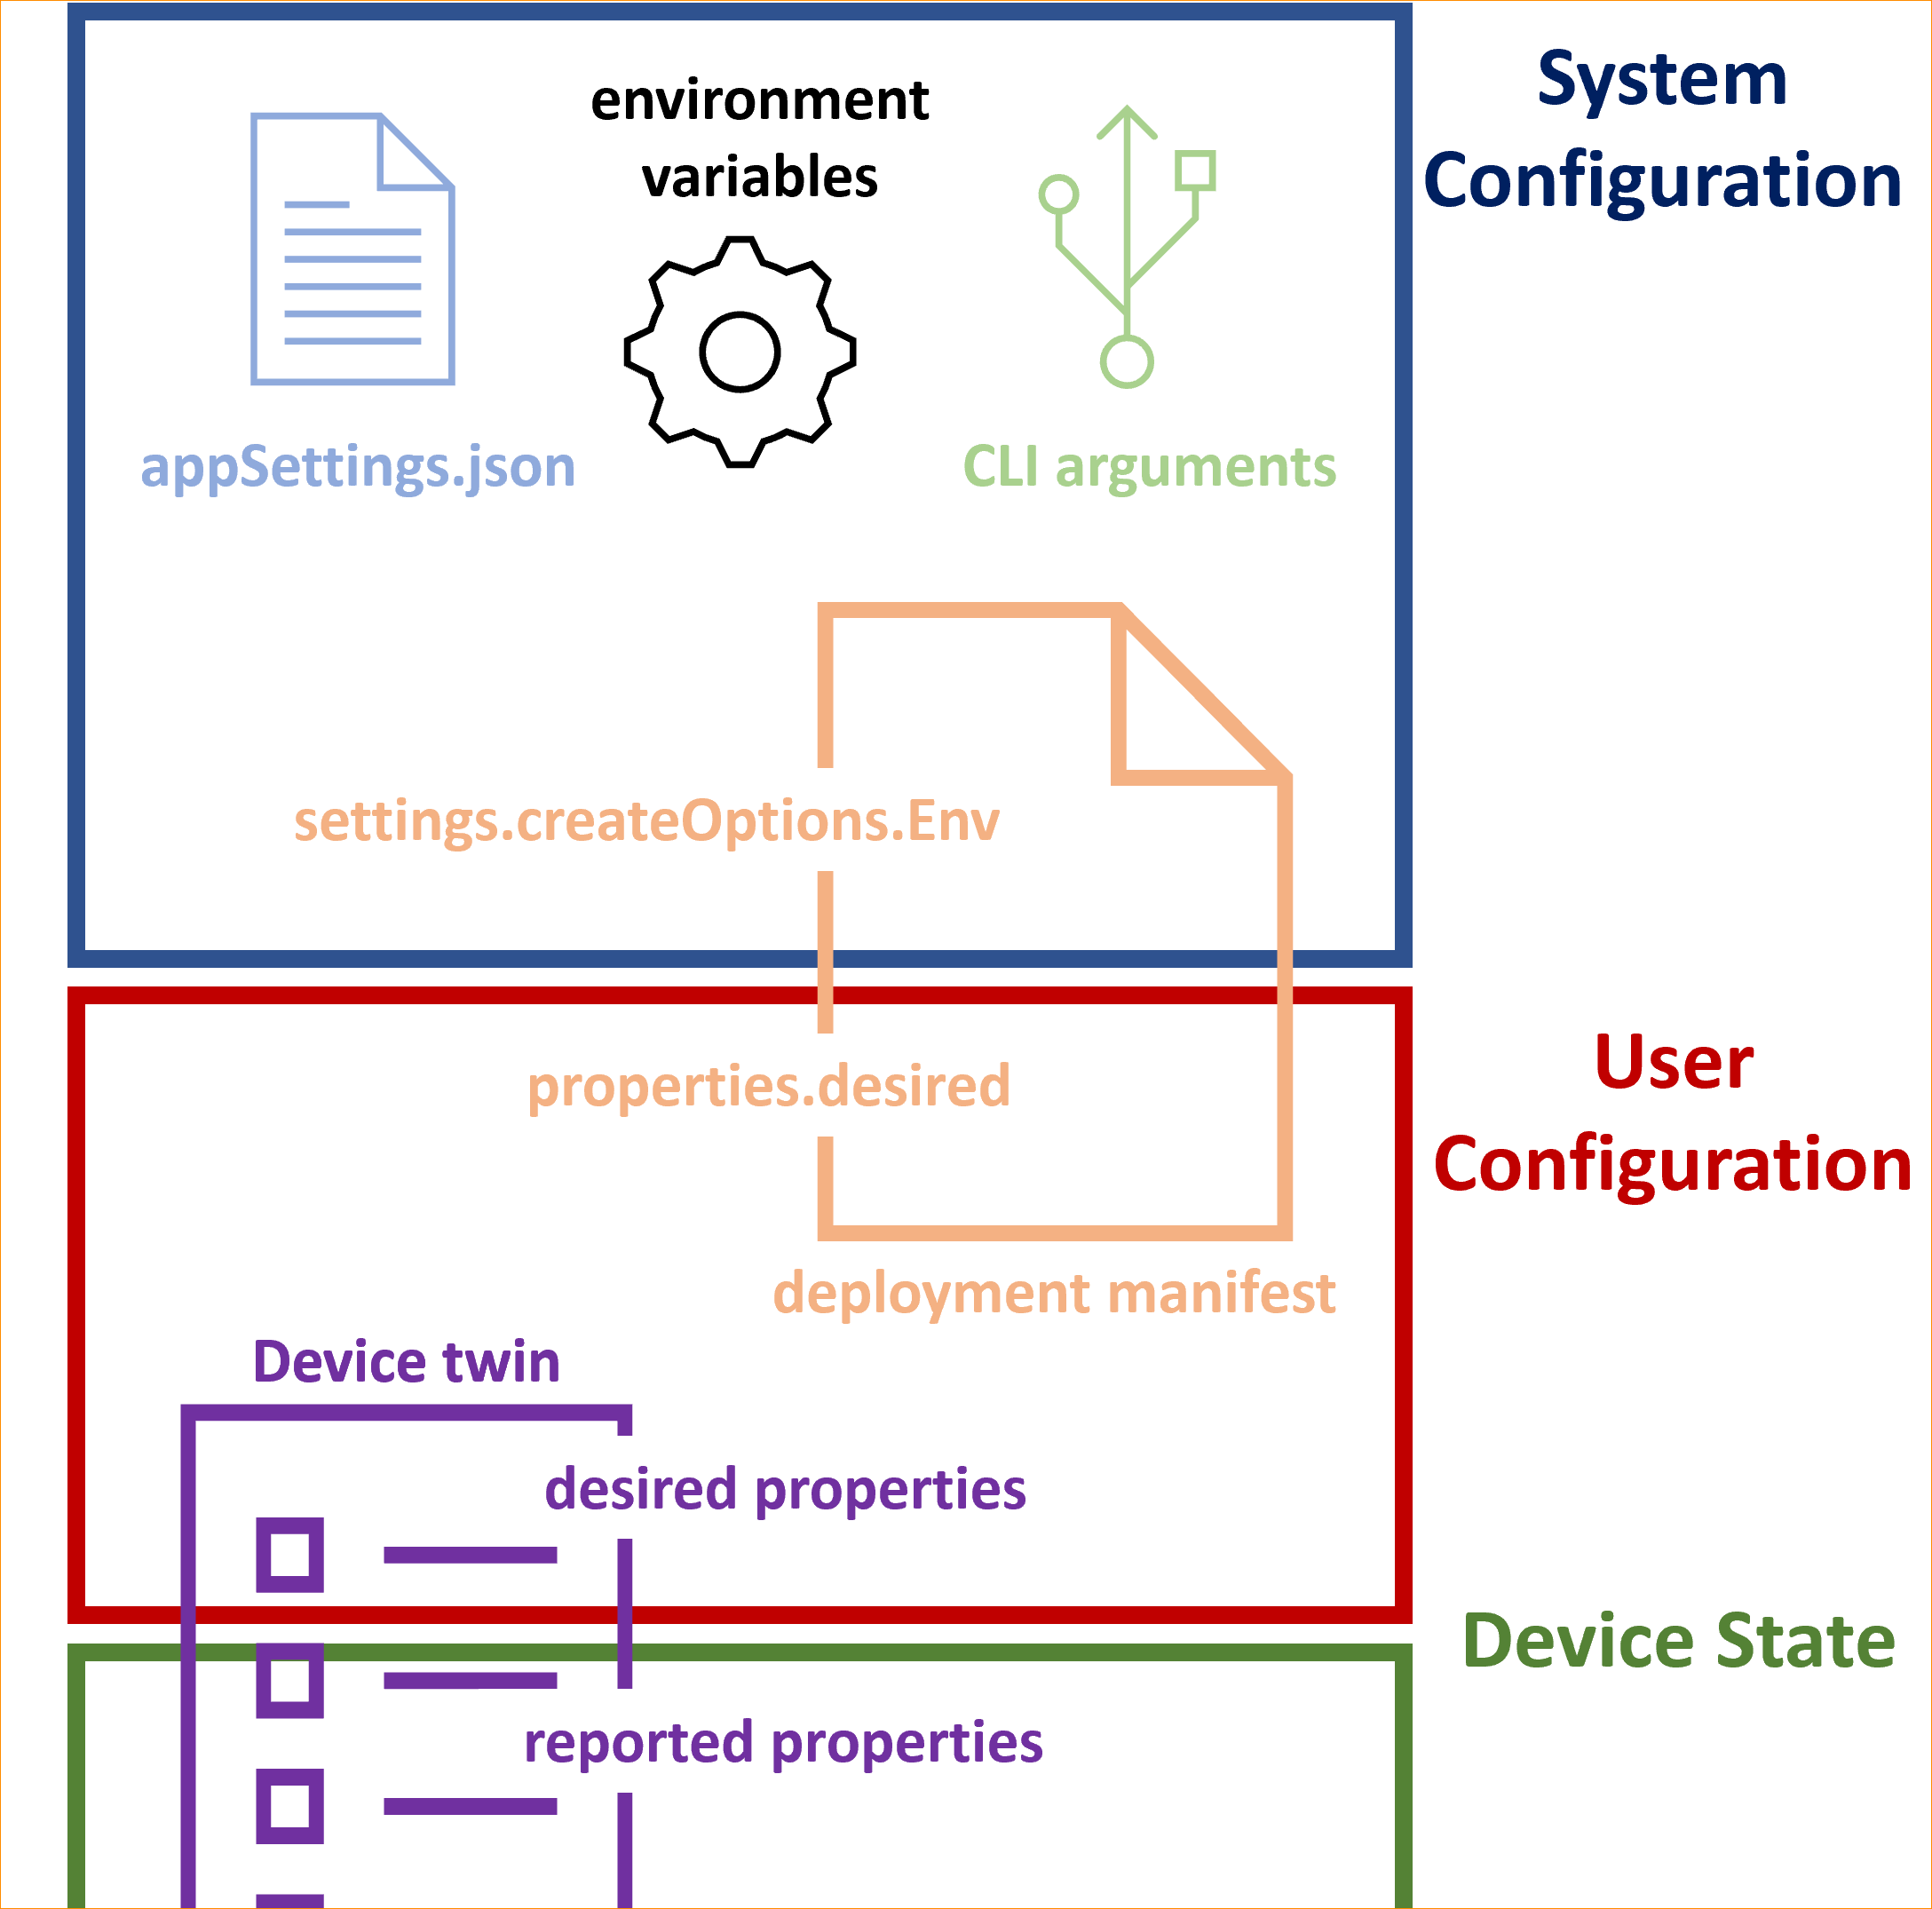 System
Configuration
environment
variables
appSettings.json
CLI arguments
settings.createOptions.Env
User
Configuration
properties.desired
deployment manifest
Device twin
desired properties
Device State
reported properties